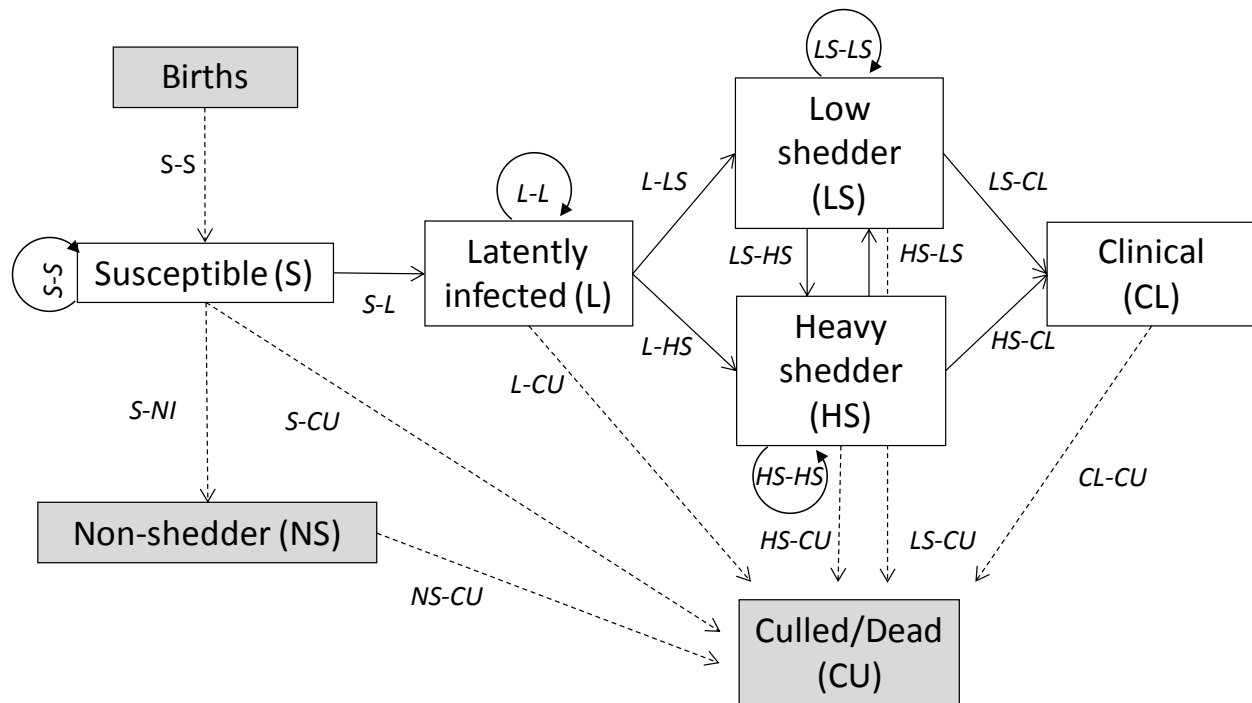 Births
S-S
S-S
Susceptible (S)
S-L
L-L
Latently
infected (L)
L-LS
L-HS
LS-LS
Low
shedder
(LS)
LS-HS
HS-LS
Heavy
shedder
(HS)
HS-HS
LS-CL
HS-CL
Clinical
(CL)
S-NI
S-CU
L-CU
HS-CU
LS-CU
CL-CU
Non-shedder (NS)
NS-CU
Culled/Dead
(CU)